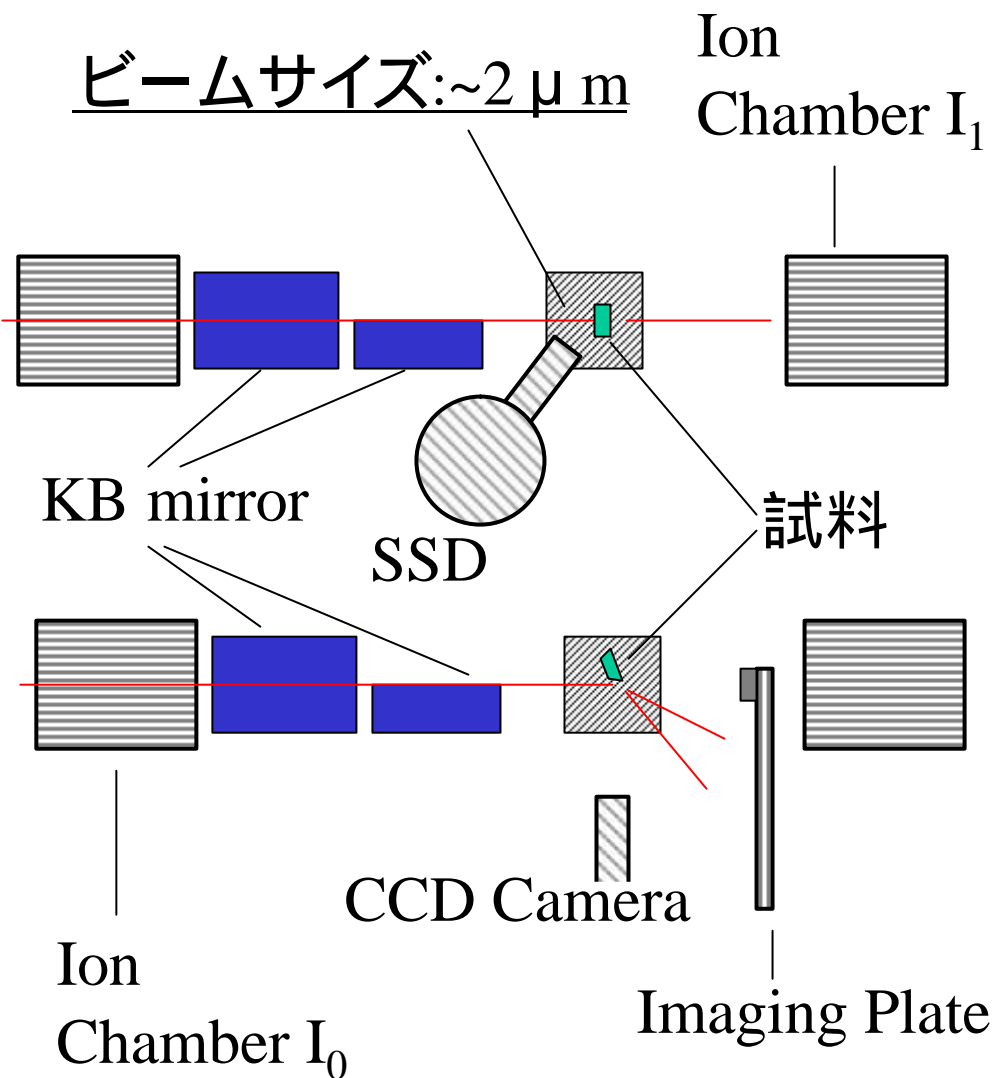 ビームサイズ:~2 μ m
Ion
Chamber I₁
KB mirror
SSD
試料
CCD Camera
Imaging Plate
Ion
Chamber I₀